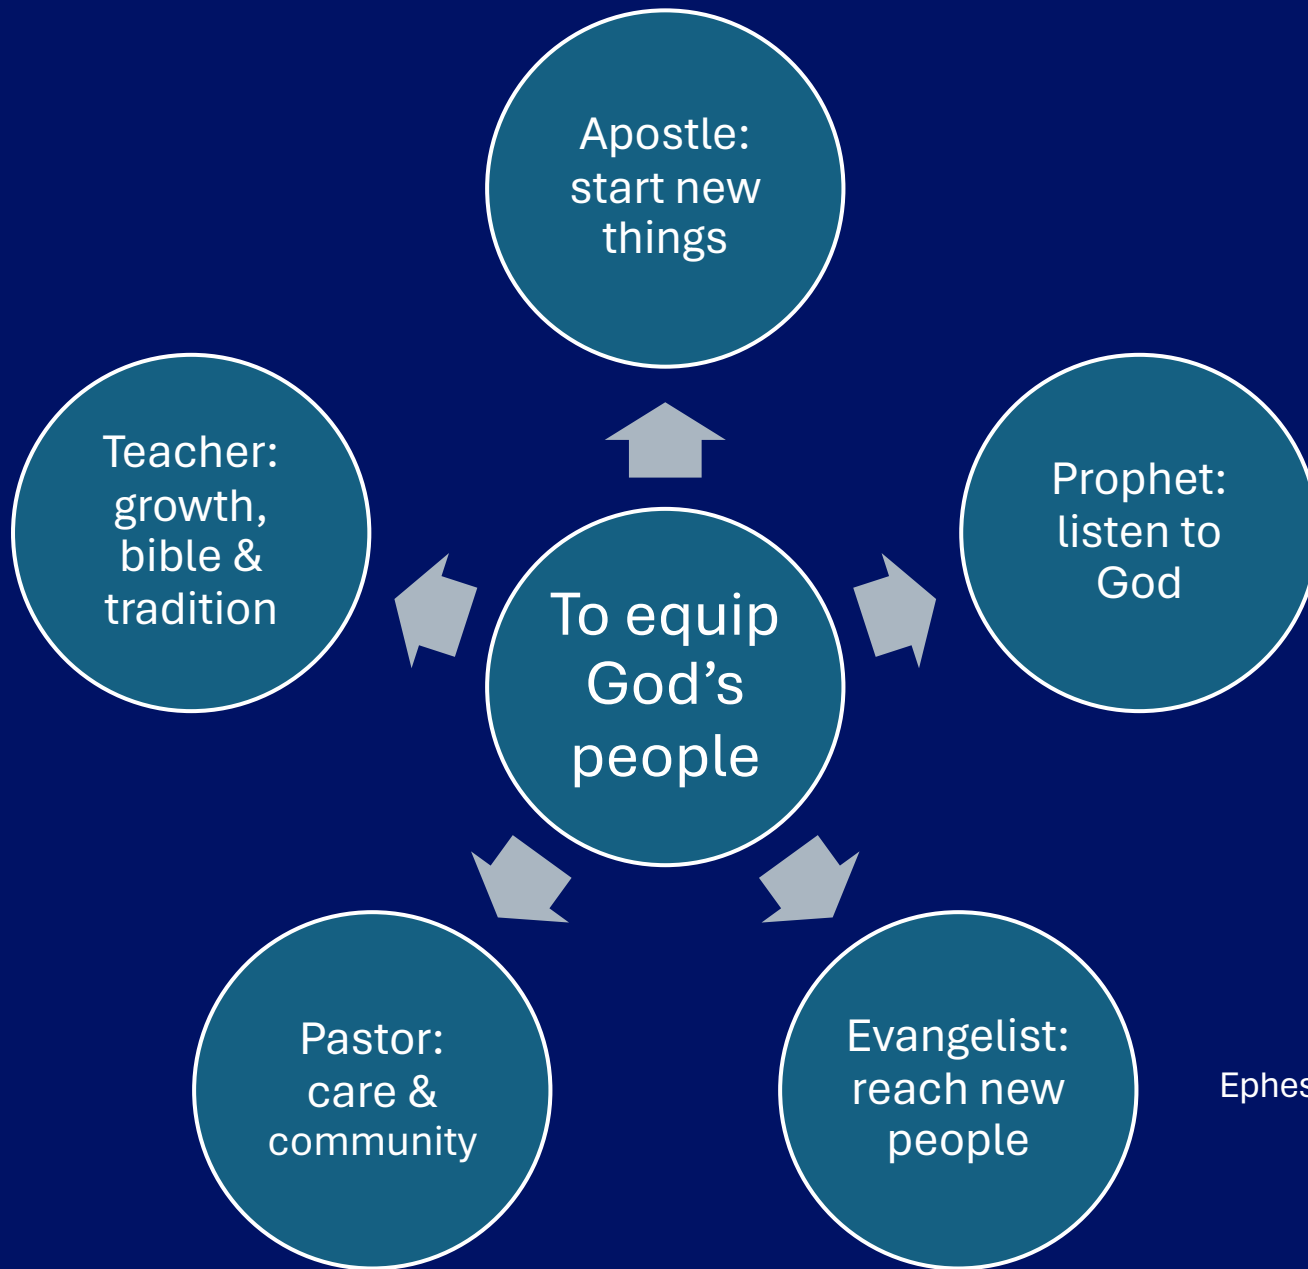 Apostle:
start new
things
Teacher:
growth,
bible &
tradition
Prophet:
listen to
God
To equip
God’s
people
Pastor:
care &
community
Evangelist:
reach new
people